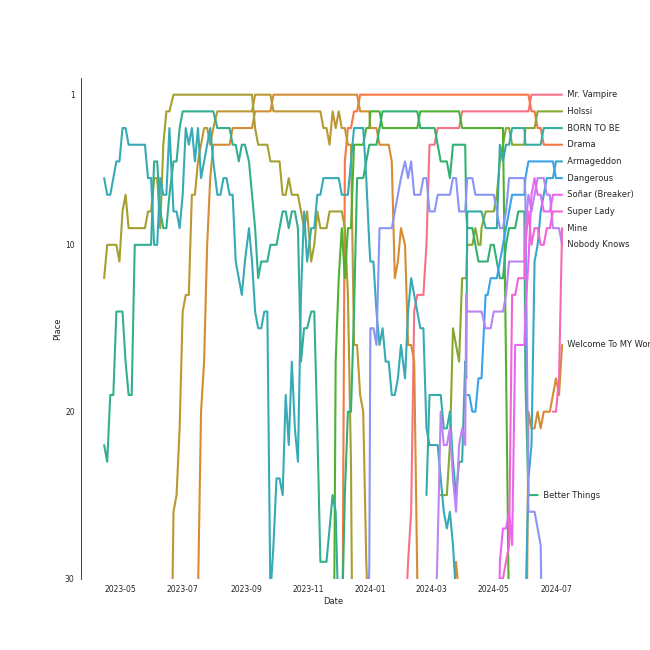 1
10
20
30
Place
2023-05
2023-07
2023-09
2023-11
2024-01
2024-03
2024-05
2024-07
Date
Mr. Vampire
Holssi
BORN TO BE
Drama
Armageddon
Dangerous
Soñar (Breaker)
Super Lady
Mine
Nobody Knows
Welcome To MY Wor
Better Things